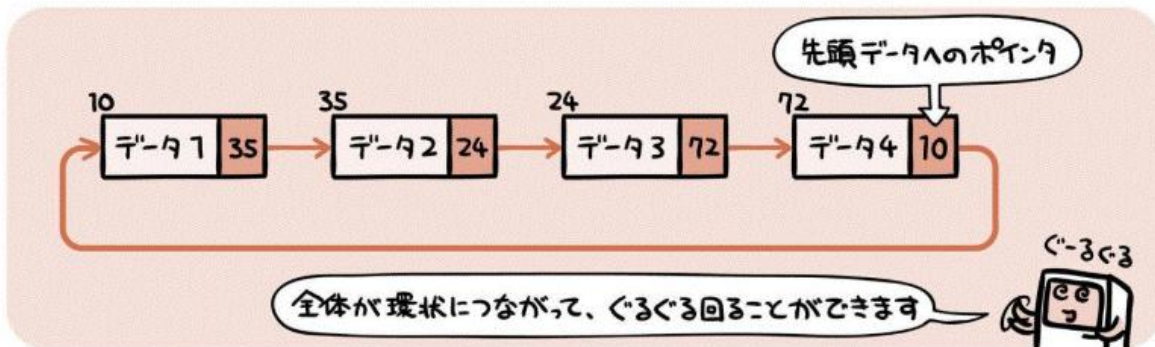 先頭データへのポインタ
10
35
24
72
データ1 35
データ2 24
データ3 72
データ4 10
ぐーるぐる
全体が環状につながって、ぐるぐる回ることができます